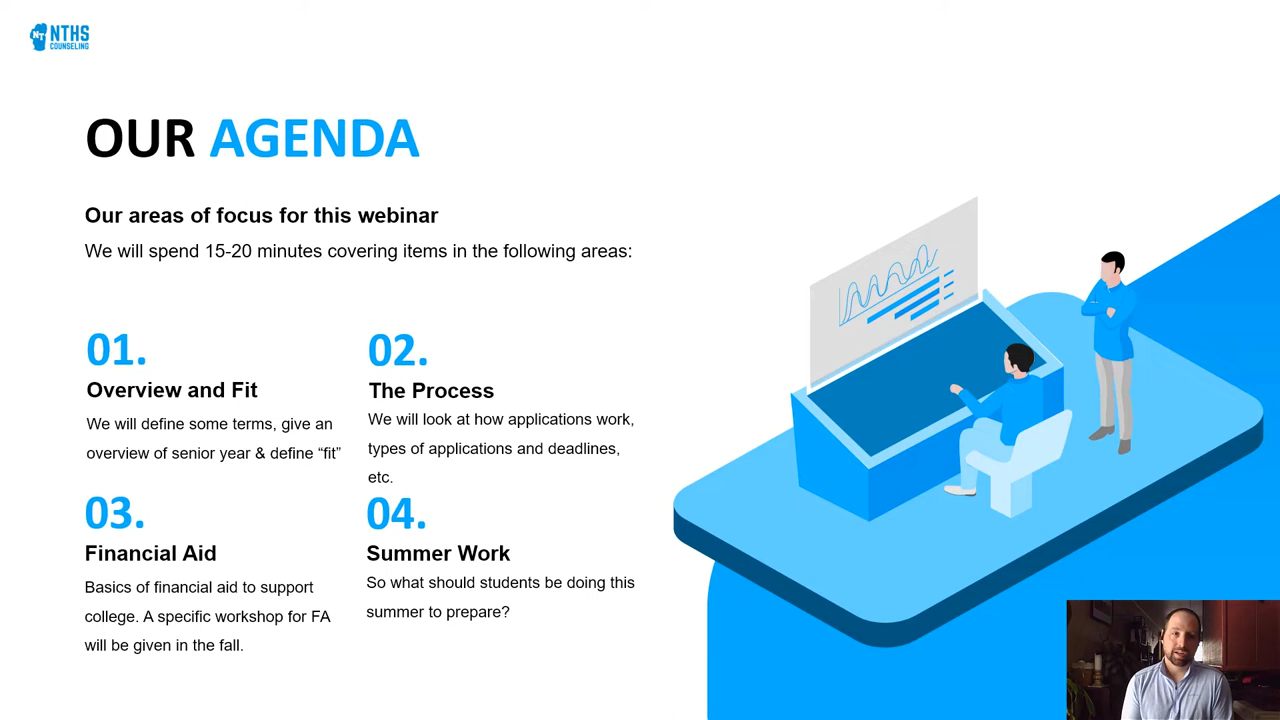 NT NTHS
COUNSELING
OUR AGENDA
Our areas of focus for this webinar
We will spend 15-20 minutes covering items in the following areas:
01.
Overview and Fit
We will define some terms, give an
overview of senior year & define “fit”
02.
The Process
We will look at how applications work,
types of applications and deadlines,
etc.
03.
Financial Aid
Basics of financial aid to support
college. A specific workshop for FA
will be given in the fall.
04.
Summer Work
So what should students be doing this
summer to prepare?